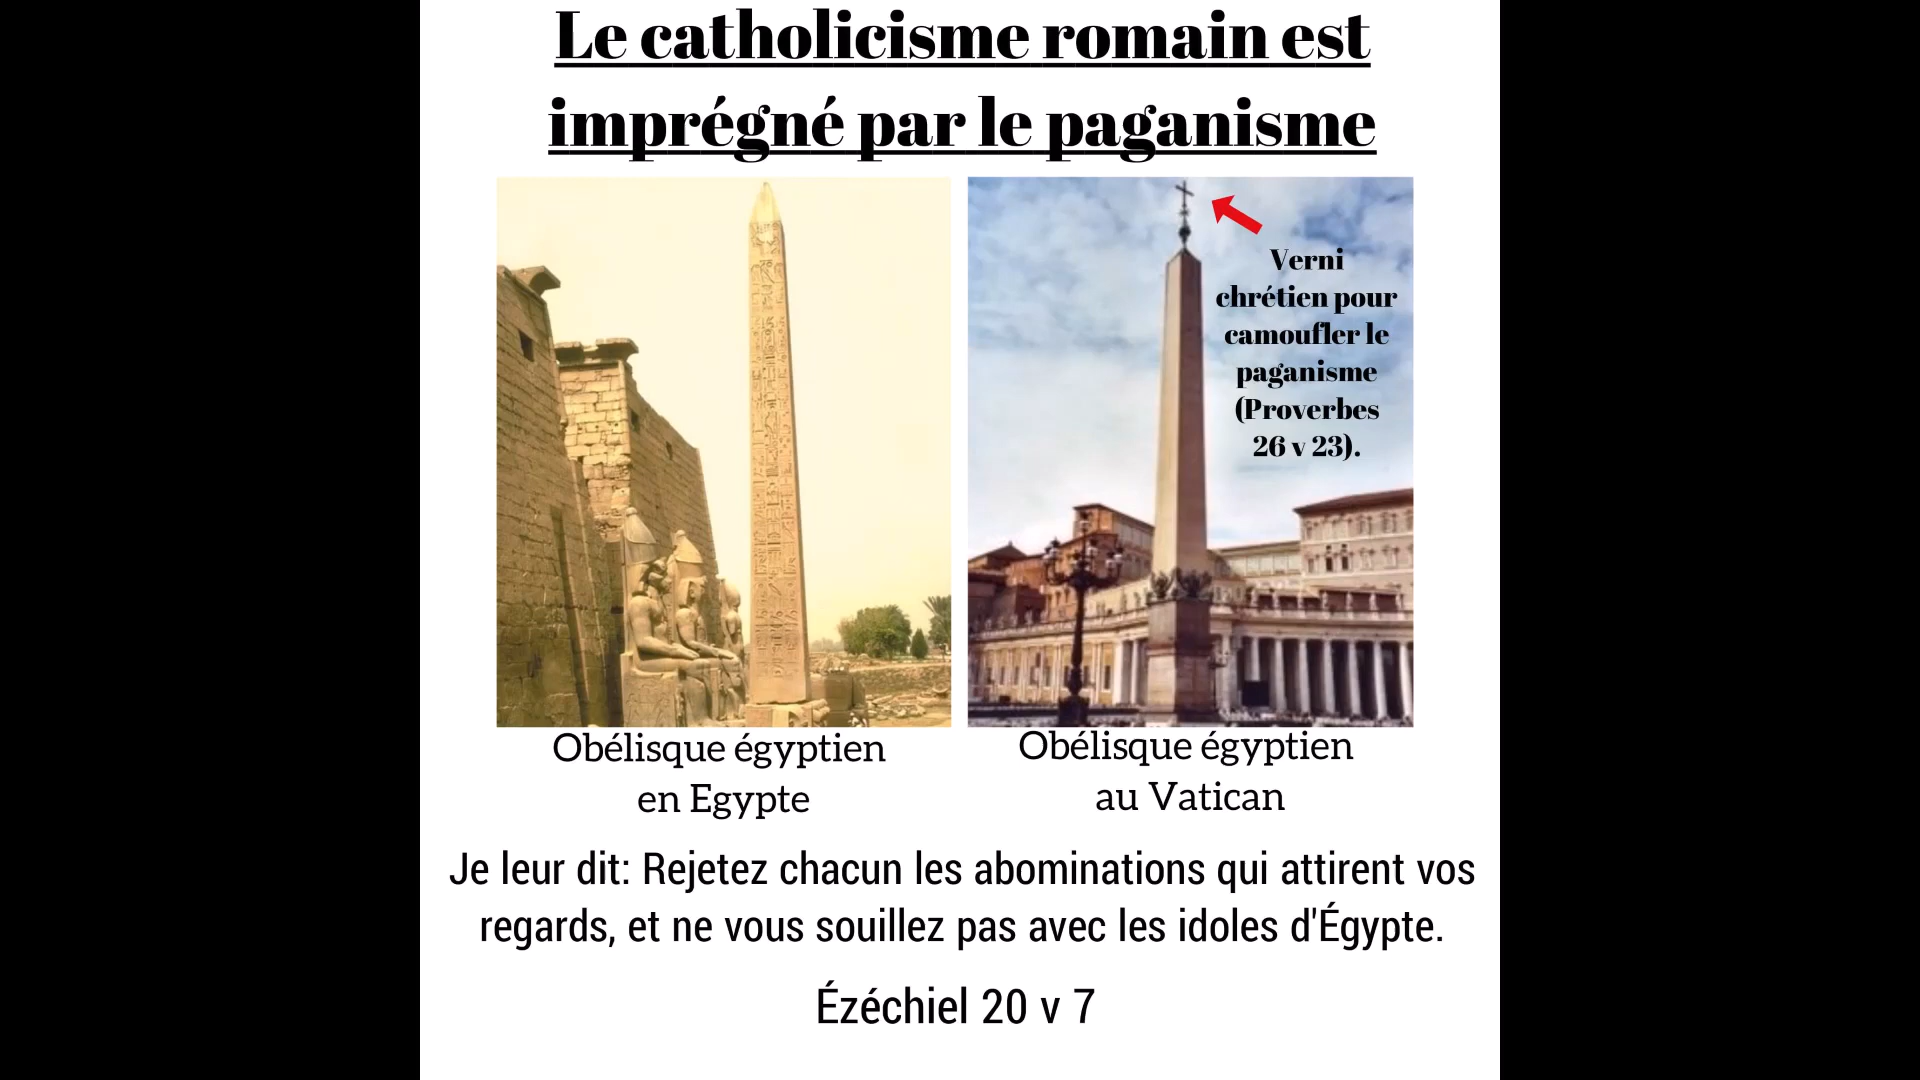 Le catholicisme romain est
imprégné par le paganisme
Verni
chrétien pour
camoufler le
paganisme
(Proverbes
26 v 23).
Obélisque égyptien
en Egypte
Obélisque égyptien
au Vatican
Je leur dit: Rejetez chacun les abominations qui attirent vos
regards, et ne vous souillez pas avec les idoles d'Égypte.
Ézéchiel 20 v 7